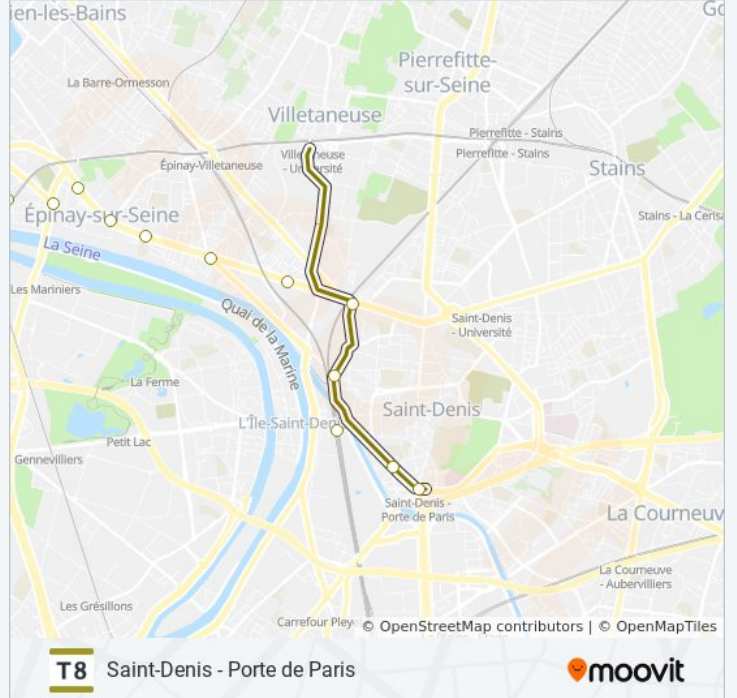 ien-les-Bains
Go
Pierrefitte-
sur-Seine
La Barre-Ormesson
Villetaneuse
Pierrefitte - Stains
Épinay-Villetaneuse
Ville neuse
- Université
Pierrefitte - Stains
Stains
Épinay-sur-Seine
Stains - La Cerisa
La Seine
Les Mariniers
Quai de la Marine
Saint-Denis
- Université
La Ferme
Saint-Denis
L'Île-Saint-Den
Petit Lac
Gennevilliers
Saint-Denis -
Porte de Paris
La Courneuv
La Courneuve
- Aubervilliers
Les Grésillons
Carrefour Pley
© OpenStreetMap contributors | © OpenMapTiles
T8 Saint-Denis - Porte de Paris
moovit